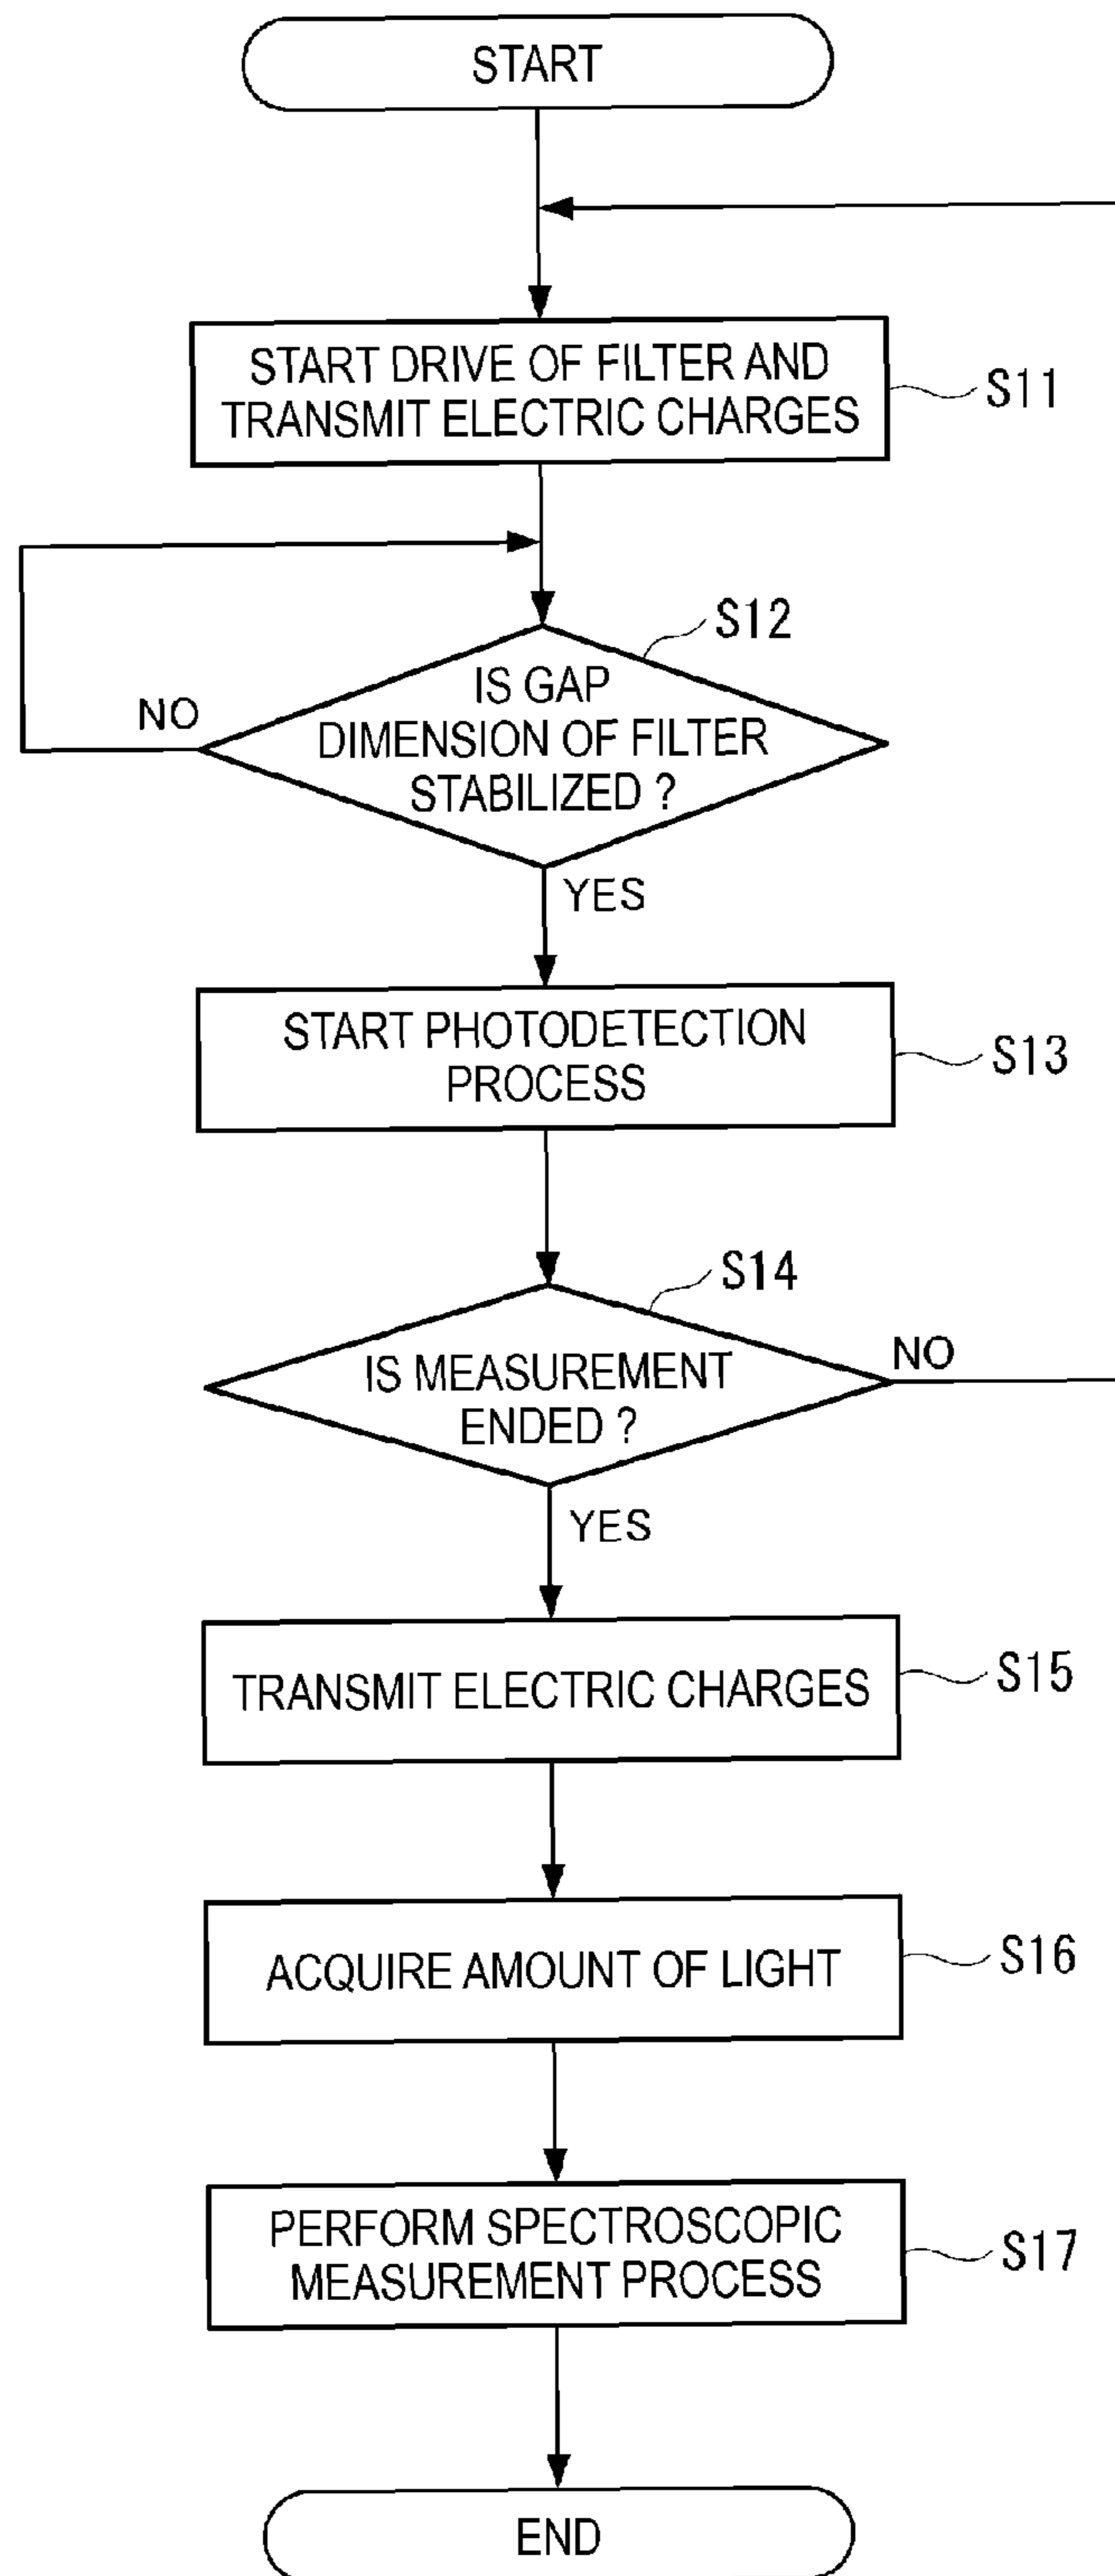 START
START DRIVE OF FILTER AND
TRANSMIT ELECTRIC CHARGES
S11
S12
IS GAP
DIMENSION OF FILTER
STABILIZED ?
NO
YES
START PHOTODETECTION
PROCESS
S13
S14
IS MEASUREMENT
ENDED ?
NO
YES
TRANSMIT ELECTRIC CHARGES
S15
ACQUIRE AMOUNT OF LIGHT
S16
PERFORM SPECTROSCOPIC
MEASUREMENT PROCESS
S17
END